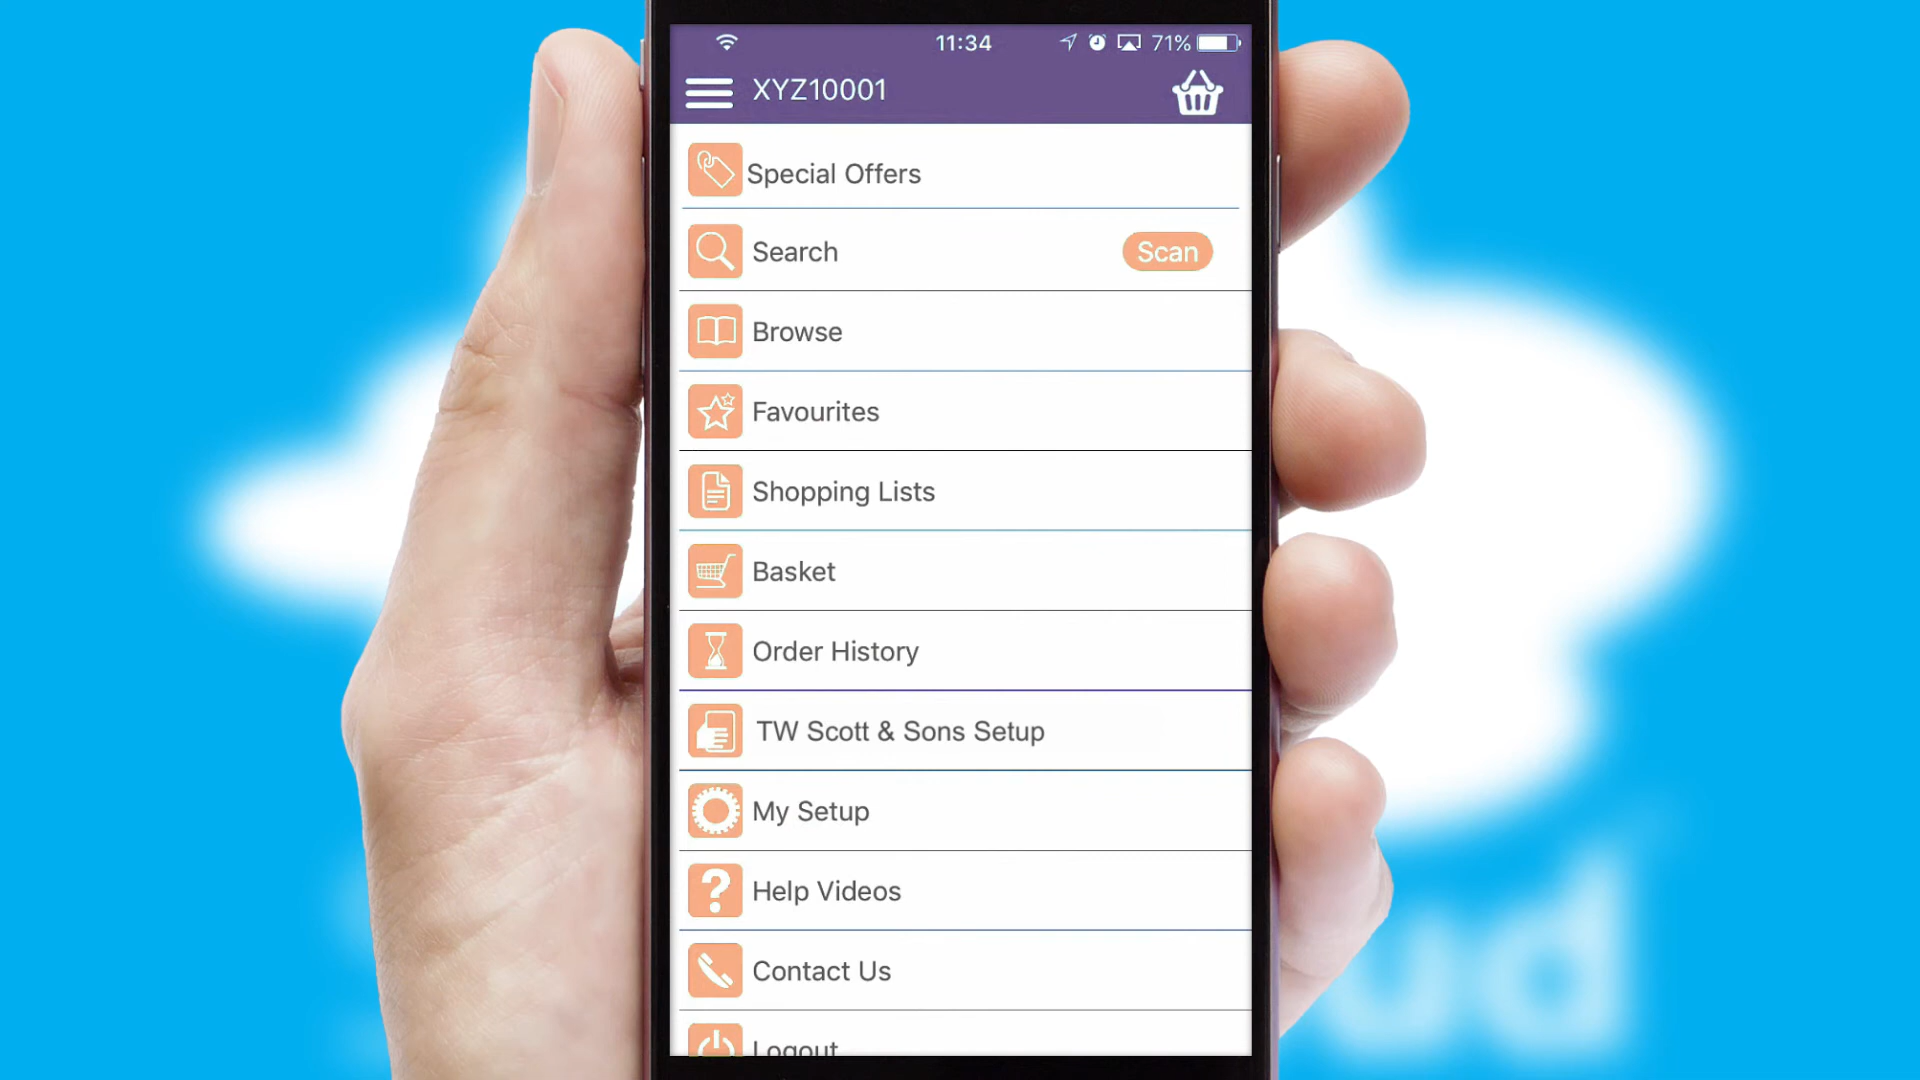 11:34 71%
XYZ10001
Special Offers
Search Scan
Browse
Favourites
Shopping Lists
Basket
Order History
TW Scott & Sons Setup
My Setup
Help Videos
Contact Us
Logout
ud